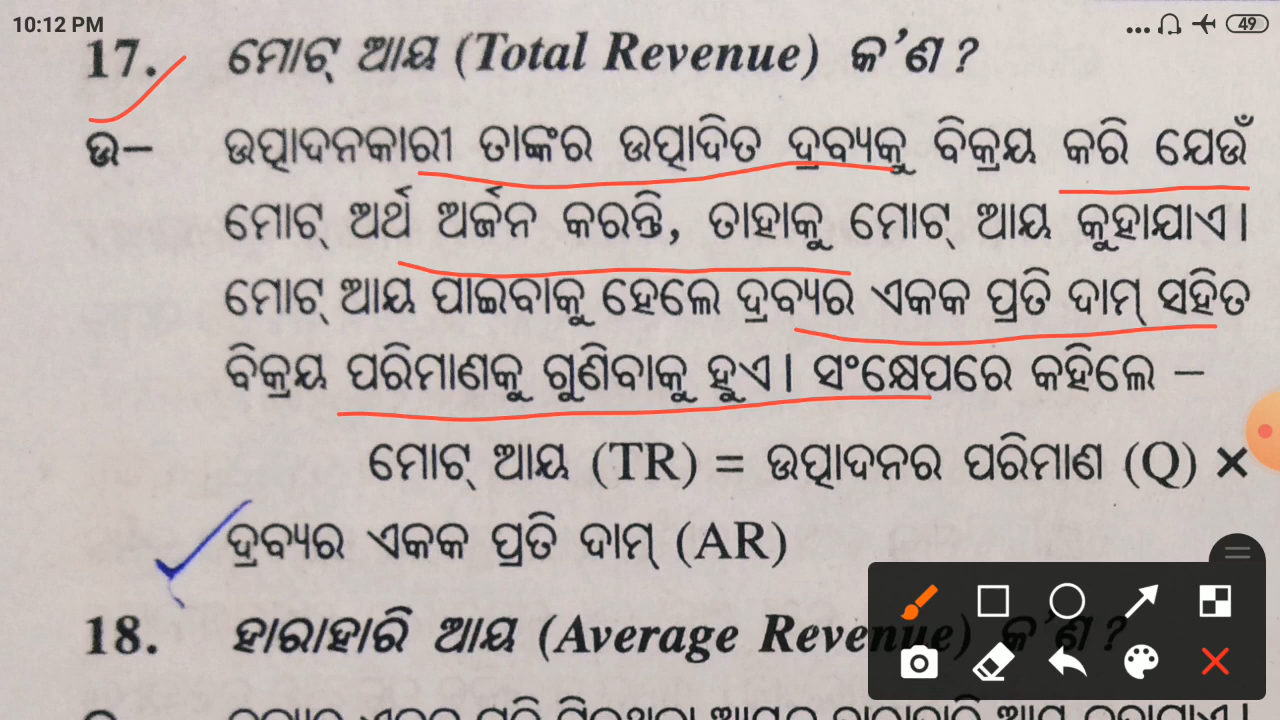 10:12 PM
49
17. ମୋଟ୍ ଆୟ (Total Revenue) କ'ଣ ?
ଉ– ଉତ୍ପାଦନକାରୀ ତାଙ୍କର ଉତ୍ପାଦିତ ଦ୍ରବ୍ୟକୁ ବିକ୍ରୟ କରି ଯେଉଁ
ମୋଟ୍ ଅର୍ଥ ଅର୍ଜନ କରନ୍ତି, ତାହାକୁ ମୋଟ୍ ଆୟ କୁହାଯାଏ।
ମୋଟ୍ ଆୟ ପାଇବାକୁ ହେଲେ ଦ୍ରବ୍ୟର ଏକକ ପ୍ରତି ଦାମ୍ ସହିତ
ବିକ୍ରୟ ପରିମାଣକୁ ଗୁଣିବାକୁ ହୁଏ। ସଂକ୍ଷେପରେ କହିଲେ –
ମୋଟ୍ ଆୟ (TR) = ଉତ୍ପାଦନର ପରିମାଣ (Q) ×
ଦ୍ରବ୍ୟର ଏକକ ପ୍ରତି ଦାମ୍ (AR)
18. ହାରାହାରି ଆୟ (Average Revenue) କ'ଣ ?